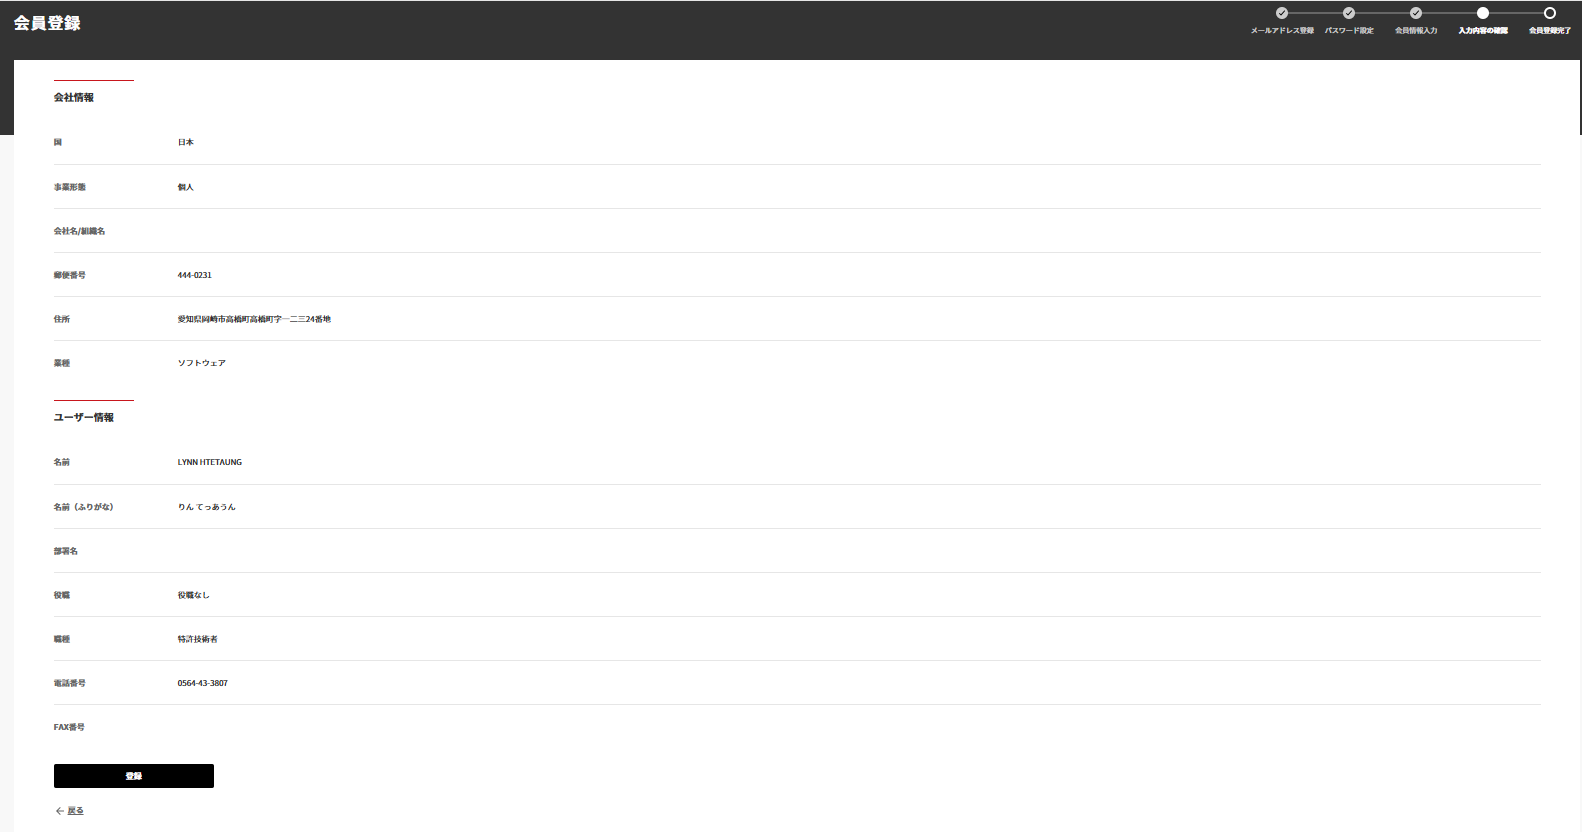 会員登録
メールアドレス登録 パスワード設定 会員情報入力 入力内容の確認 会員登録完了
会社情報
国 日本
事業形態 個人
会社名/組織名
郵便番号 444-0231
住所 愛知県岡崎市高橋町高橋町字一二三24番地
業種 ソフトウェア
ユーザー情報
名前 LYNN HTETAUNG
名前（ふりがな） りん てっあうん
部署名
役職 役職なし
職種 特許技術者
電話番号 0564-43-3807
FAX番号
登録
戻る